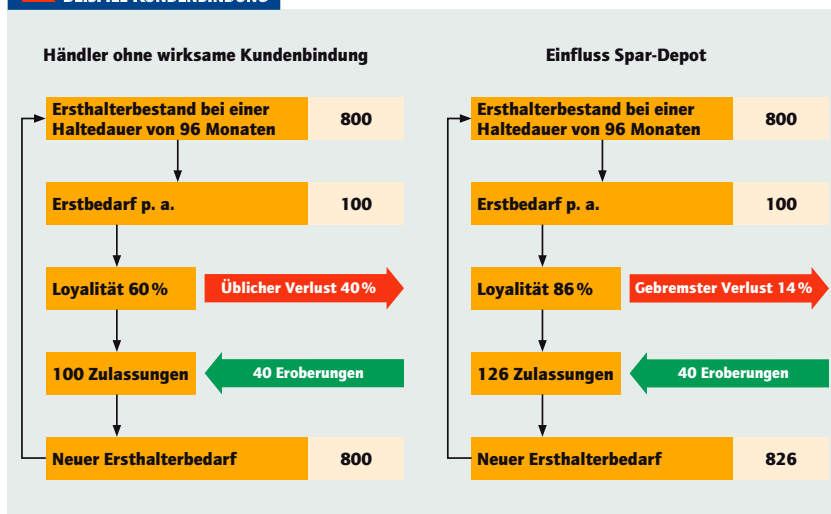 BEISPIEL KUNDENBINDUNG
Händler ohne wirksame Kundenbindung
Ersthalterbestand bei einer
Haltedauer von 96 Monaten
800
Erstbedarf p. a.
100
Loyalität 60 %
Üblicher Verlust 40 %
100 Zulassungen
40 Eroberungen
Neuer Ersthalterbedarf
800
Einfluss Spar-Depot
Ersthalterbestand bei einer
Haltedauer von 96 Monaten
800
Erstbedarf p. a.
100
Loyalität 86 %
Gebremster Verlust 14 %
126 Zulassungen
40 Eroberungen
Neuer Ersthalterbedarf
826